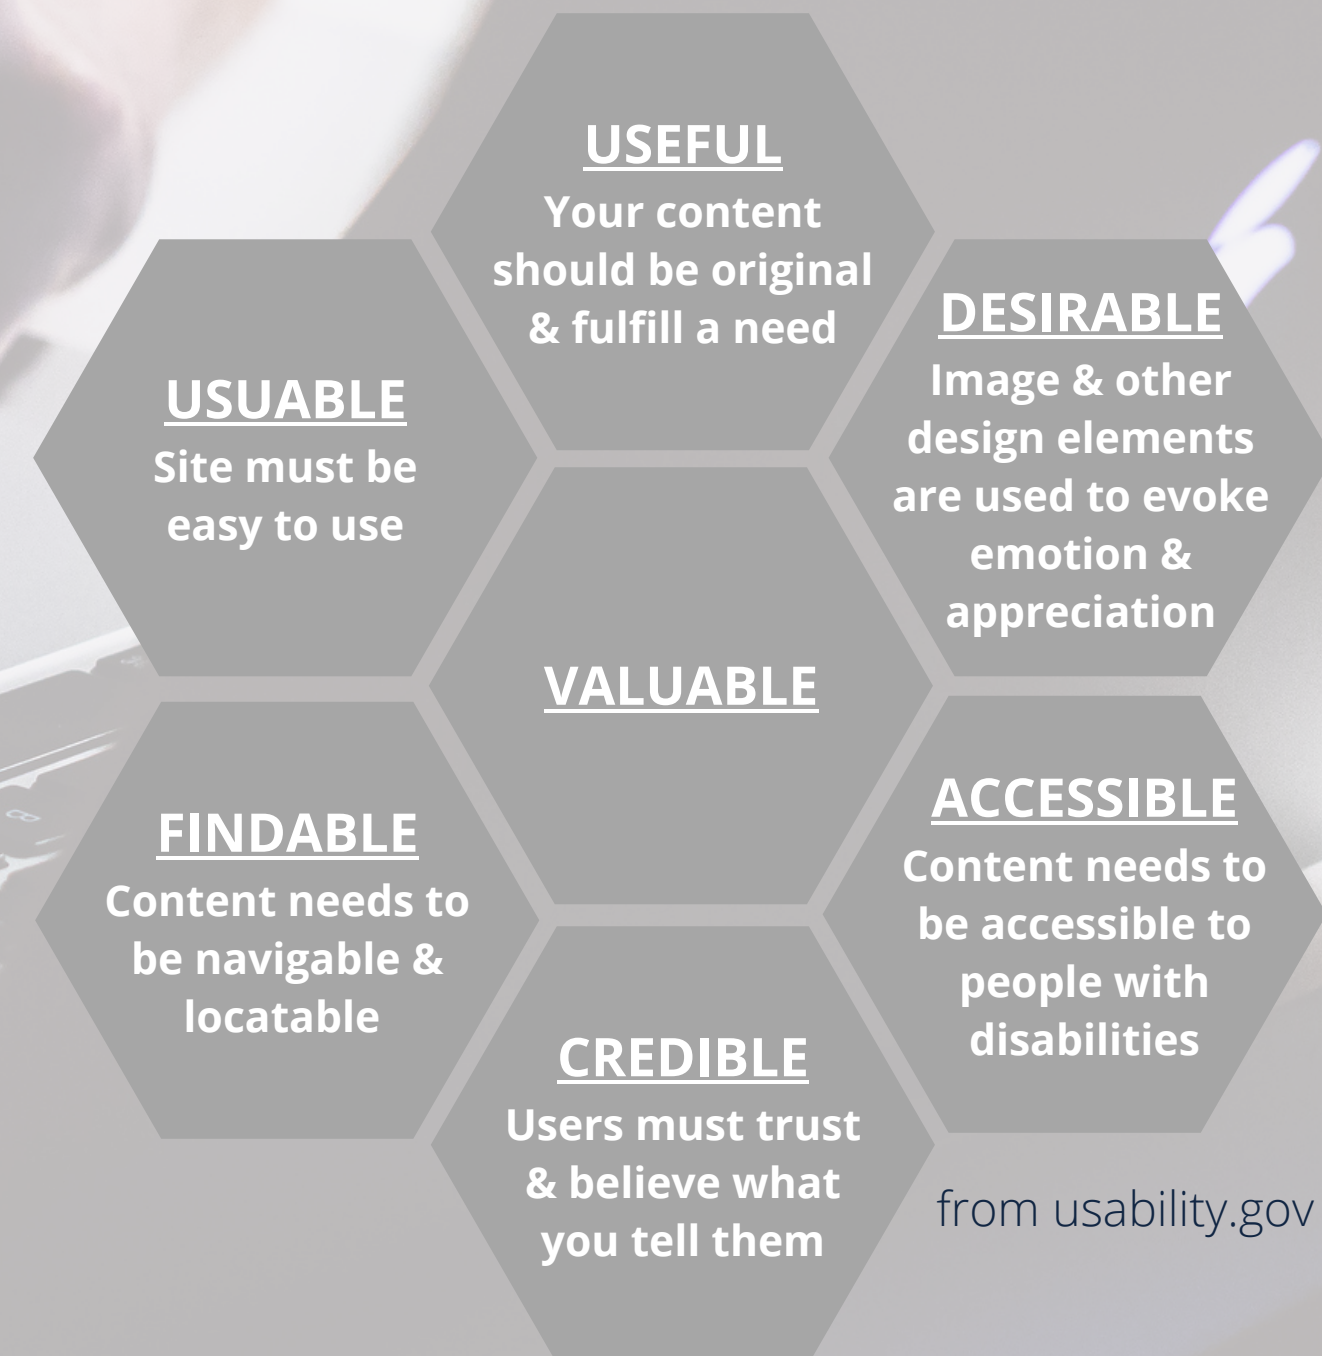 USEFUL
Your content
should be original
& fulfill a need
USUABLE
Site must be
easy to use
DESIRABLE
Image & other
design elements
are used to evoke
emotion &
appreciation
VALUABLE
FINDABLE
Content needs to
be navigable &
locatable
ACCESSIBLE
Content needs to
be accessible to
people with
disabilities
CREDIBLE
Users must trust
& believe what
you tell them
from usability.gov